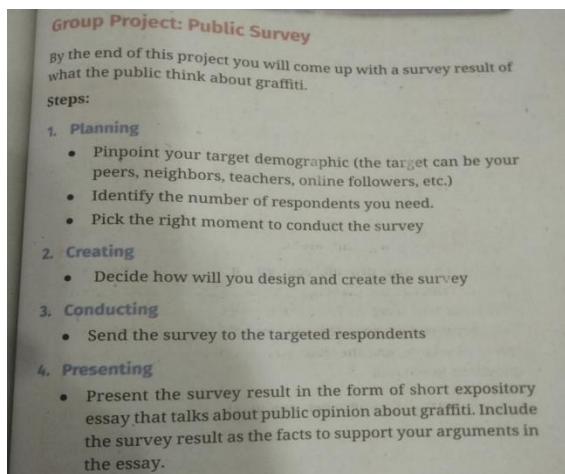 Group Project: Public Survey
By the end of this project you will come up with a survey result of
what the public think about graffiti.
Steps:
1. Planning
• Pinpoint your target demographic (the target can be your
peers, neighbors, teachers, online followers, etc.)
• Identify the number of respondents you need.
• Pick the right moment to conduct the survey
2. Creating
• Decide how will you design and create the survey
3. Conducting
• Send the survey to the targeted respondents
4. Presenting
• Present the survey result in the form of short expository
essay that talks about public opinion about graffiti. Include
the survey result as the facts to support your arguments in
the essay.